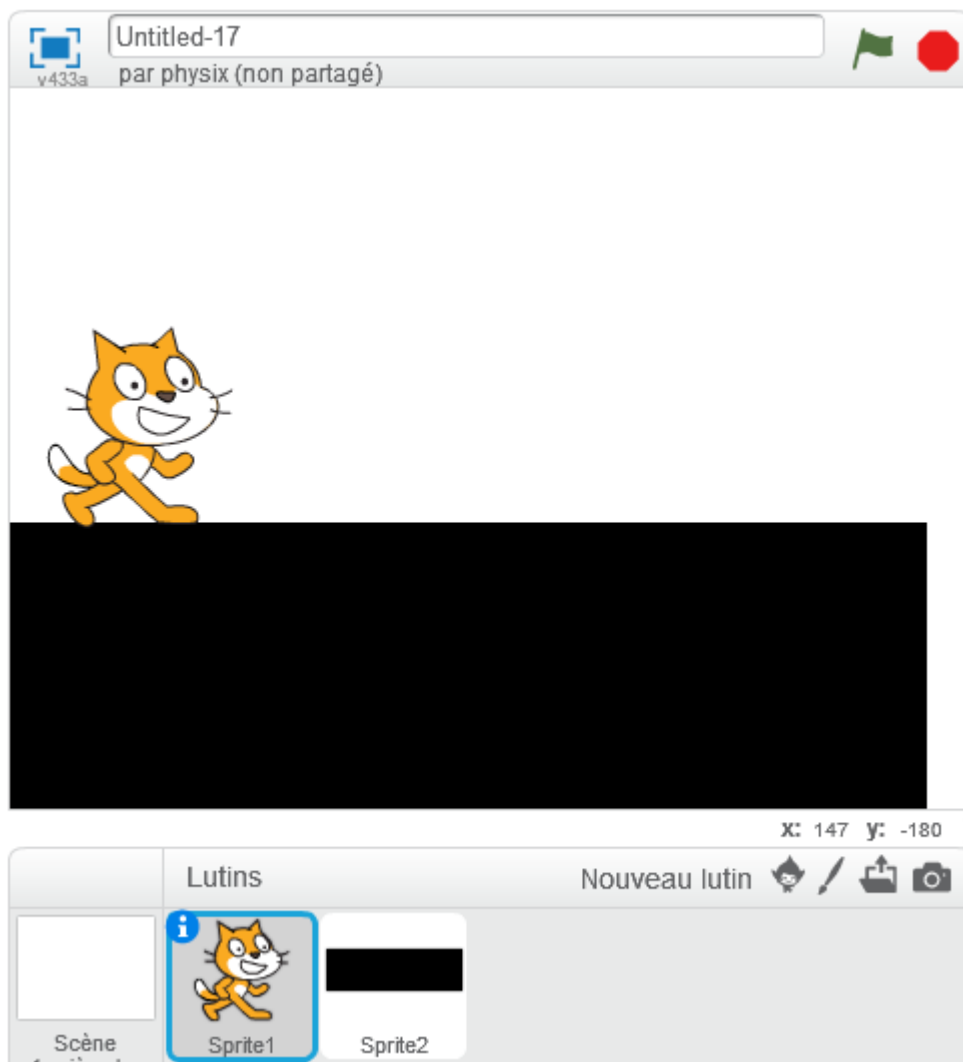 Untitled-17
v433a
par physix (non partagé)
x: 147 y: -180
Lutins
Nouveau lutin
Scène
Sprite1
Sprite2